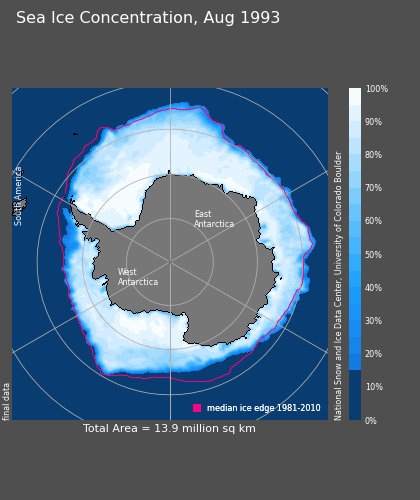 Sea Ice Concentration, Aug 1993
South America
East
Antarctica
West
Antarctica
final data
median ice edge 1981-2010
Total Area = 13.9 million sq km
National Snow and Ice Data Center, University of Colorado Boulder
100%
90%
80%
70%
60%
50%
40%
30%
20%
10%
0%